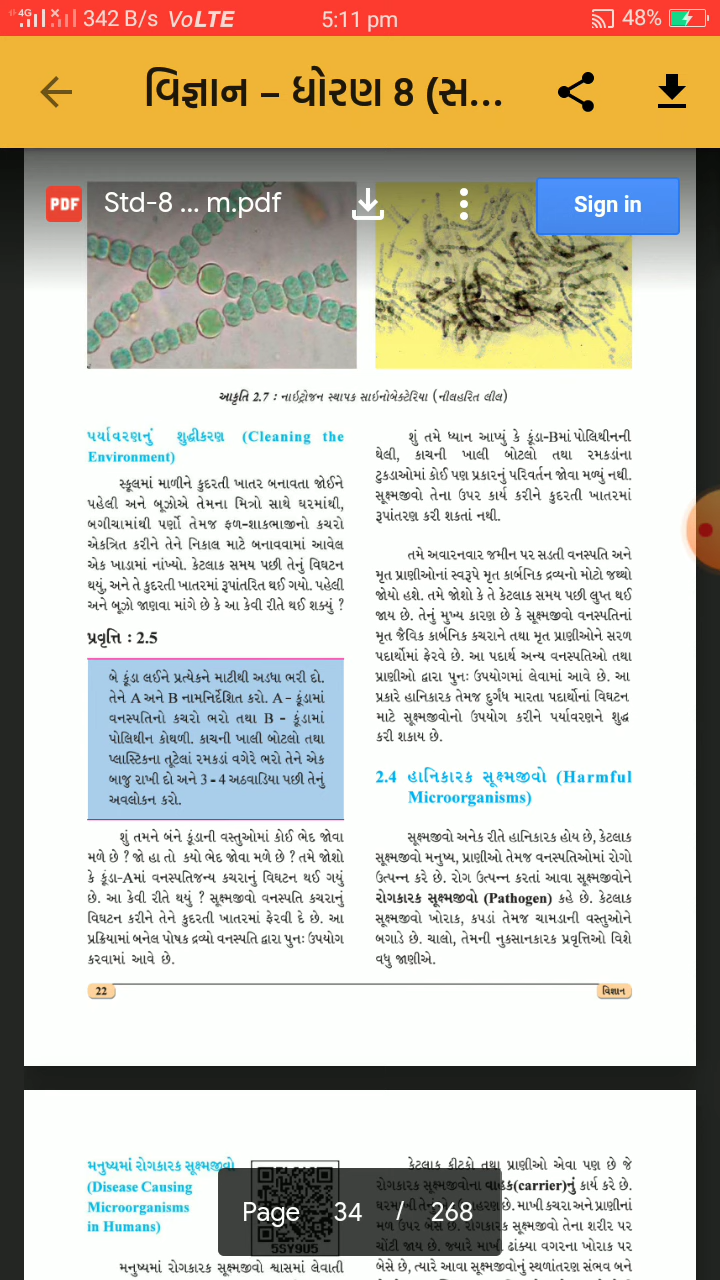 4G 342 B/s VoLTE 5:11 pm 48%
વિજ્ઞાન – ધોરણ 8 (સ...
PDF Std-8 ... m.pdf Sign in
આકૃતિ 2.7 : નાઇટ્રોજન સ્થાપક સાઇનોબેક્ટેરિયા (નીલહરિત લીલ)
પર્યાવરણનું શુદ્ધીકરણ (Cleaning the
Environment)
સ્કૂલમાં માળીને કુદરતી ખાતર બનાવતા જોઈને
પહેલી અને બૂઝોએ તેમના મિત્રો સાથે ઘરમાંથી,
બગીચામાંથી પર્ણો તેમજ ફળ-શાકભાજીનો કચરો
એકત્રિત કરીને તેને નિકાલ માટે બનાવવામાં આવેલ
એક ખાડામાં નાંખ્યો. કેટલાક સમય પછી તેનું વિઘટન
થયું, અને તે કુદરતી ખાતરમાં રૂપાંતરિત થઈ ગયો. પહેલી
અને બૂઝો જાણવા માંગે છે કે આ કેવી રીતે થઈ શક્યું ?
પ્રવૃત્તિ : 2.5
બે કૂંડા લઈને પ્રત્યેકને માટીથી અડધા ભરી દો.
તેને A અને B નામનિર્દેશિત કરો. A - કૂંડામાં
વનસ્પતિનો કચરો ભરો તથા B - કૂંડામાં
પોલિથીન કોથળી. કાચની ખાલી બોટલો તથા
પ્લાસ્ટિકના તૂટેલાં રમકડાં વગેરે ભરો તેને એક
બાજુ રાખી દો અને 3 - 4 અઠવાડિયા પછી તેનું
અવલોકન કરો.
શું તમને બંને કૂંડાની વસ્તુઓમાં કોઈ ભેદ જોવા
મળે છે ? જો હા તો કયો ભેદ જોવા મળે છે ? તમે જોશો
કે કૂંડા-Aમાં વનસ્પતિજન્ય કચરાનું વિઘટન થઈ ગયું
છે. આ કેવી રીતે થયું ? સૂક્ષ્મજીવો વનસ્પતિ કચરાનું
વિઘટન કરીને તેને કુદરતી ખાતરમાં ફેરવી દે છે. આ
પ્રક્રિયામાં બનેલ પોષક દ્રવ્યો વનસ્પતિ દ્વારા પુનઃ ઉપયોગ
કરવામાં આવે છે.
શું તમે ધ્યાન આપ્યું કે કૂંડા-Bમાં પોલિથીનની
થેલી, કાચની ખાલી બોટલો તથા રમકડાંના
ટુકડાઓમાં કોઈ પણ પ્રકારનું પરિવર્તન જોવા મળ્યું નથી.
સૂક્ષ્મજીવો તેના ઉપર કાર્ય કરીને કુદરતી ખાતરમાં
રૂપાંતરણ કરી શકતાં નથી.
તમે અવારનવાર જમીન પર સડતી વનસ્પતિ અને
મૃત પ્રાણીઓનાં સ્વરૂપે મૃત કાર્બનિક દ્રવ્યનો મોટો જથ્થો
જોયો હશે. તમે જોશો કે તે કેટલાક સમય પછી લુપ્ત થઈ
જાય છે. તેનું મુખ્ય કારણ છે કે સૂક્ષ્મજીવો વનસ્પતિનાં
મૃત જૈવિક કાર્બનિક કચરાને તથા મૃત પ્રાણીઓને સરળ
પદાર્થોમાં ફેરવે છે. આ પદાર્થ અન્ય વનસ્પતિઓ તથા
પ્રાણીઓ દ્વારા પુનઃ ઉપયોગમાં લેવામાં આવે છે. આ
પ્રકારે હાનિકારક તેમજ દુર્ગંધ મારતા પદાર્થોનાં વિઘટન
માટે સૂક્ષ્મજીવોનો ઉપયોગ કરીને પર્યાવરણને શુદ્ધ
કરી શકાય છે.
2.4 હાનિકારક સૂક્ષ્મજીવો (Harmful
Microorganisms)
સૂક્ષ્મજીવો અનેક રીતે હાનિકારક હોય છે, કેટલાક
સૂક્ષ્મજીવો મનુષ્ય, પ્રાણીઓ તેમજ વનસ્પતિઓમાં રોગો
ઉત્પન્ન કરે છે. રોગ ઉત્પન્ન કરતાં આવા સૂક્ષ્મજીવોને
રોગકારક સૂક્ષ્મજીવો (Pathogen) કહે છે. કેટલાક
સૂક્ષ્મજીવો ખોરાક, કપડાં તેમજ ચામડાની વસ્તુઓને
બગાડે છે. ચાલો, તેમની નુક્સાનકારક પ્રવૃત્તિઓ વિશે
વધુ જાણીએ.
22 વિજ્ઞાન
મનુષ્યમાં રોગકારક સૂક્ષ્મજીવો
(Disease Causing
Microorganisms
in Humans)
5SY9U5
મનુષ્યમાં રોગકારક સૂક્ષ્મજીવો શ્વાસમાં લેવાતી
કેટલાક કીટકો તથા પ્રાણીઓ એવા પણ છે જે
રોગકારક સૂક્ષ્મજીવોના વાહક(carrier)નું કાર્ય કરે છે.
ઘરમાખી છે. માખી કચરા અને પ્રાણીનાં
મળ ઉપર બેસે છે. રોગકારક સૂક્ષ્મજીવો તેના શરીર પર
ચોંટી જાય છે. જ્યારે માખી ઢાંક્યા વગરના ખોરાક પર
બેસે છે, ત્યારે આવા સૂક્ષ્મજીવોનું સ્થળાંતરણ સંભવ બને
Page 34 / 268